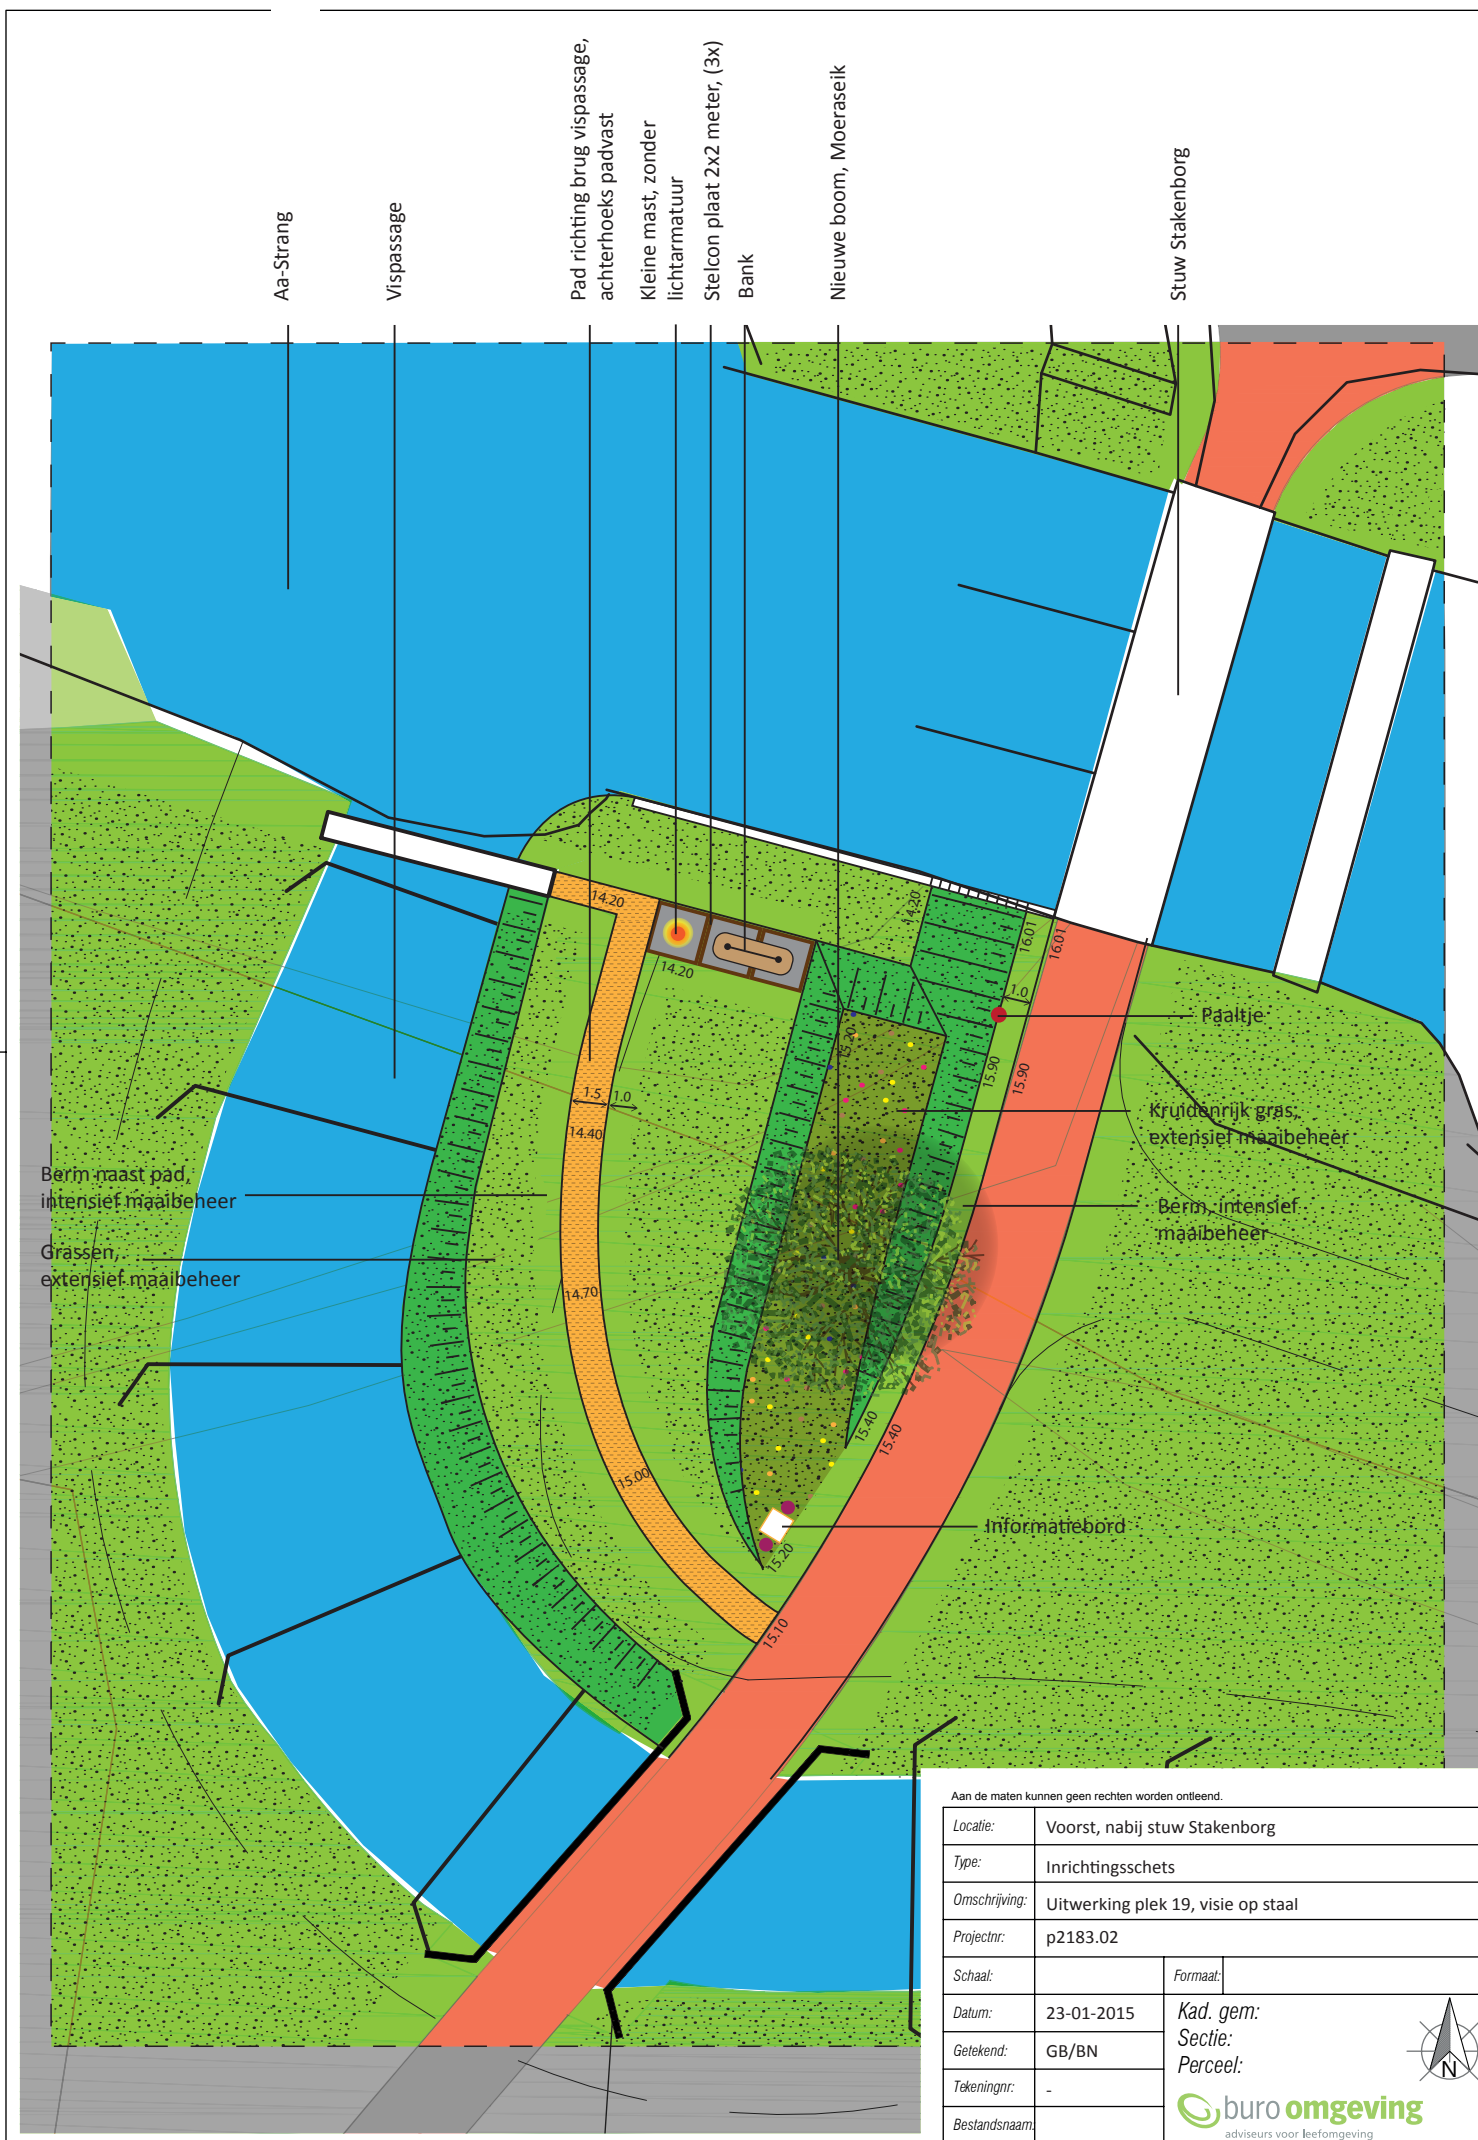 Aa-Strang
Vispassage
Pad richting brug vispassage,
achterhoeks padvast
Kleine mast, zonder
lichtarmatuur
Stelcon plaat 2x2 meter, (3x)
Bank
Nieuwe boom, Moeraseik
Stuw Stakenborg
14.20
14.20
14.20
16.01
16.01
1.0
Paaltje
15.20
15.90
15.90
1.5
1.0
14.40
Kruidenrijk gras,
extensief maaibeheer
Berm naast pad,
intensief maaibeheer
Berm, intensief
maaibeheer
Grassen,
extensief maaibeheer
14.70
15.40
15.40
15.00
Informatiebord
15.20
15.10
Aan de maten kunnen geen rechten worden ontleend.
Locatie: Voorst, nabij stuw Stakenborg
Type: Inrichtingsschets
Omschrijving: Uitwerking plek 19, visie op staal
Projectnr: p2183.02
Schaal: Formaat:
Datum: 23-01-2015
Getekend: GB/BN
Tekeningnr: -
Bestandsnaam:
Kad. gem:
Sectie:
Perceel:
N
buro omgeving
adviseurs voor leefomgeving